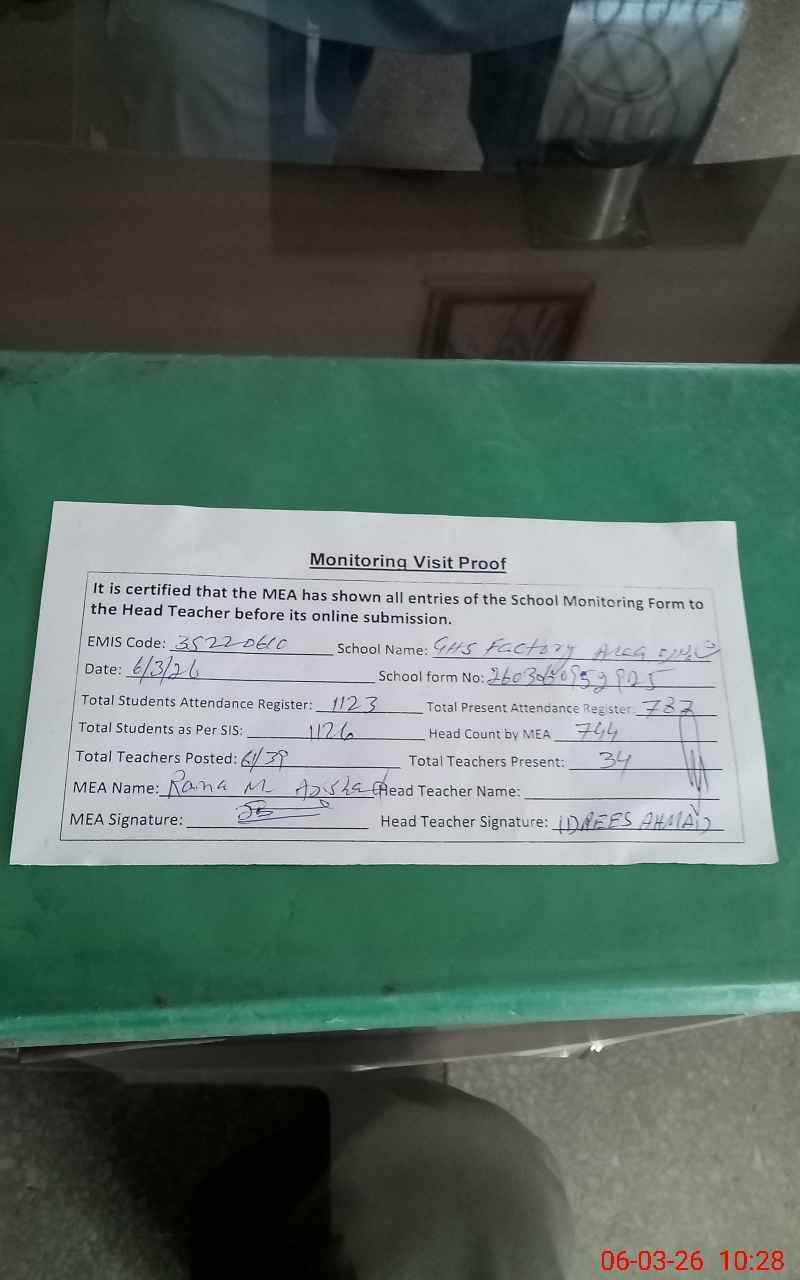 Monitoring Visit Proof
It is certified that the MEA has shown all entries of the School Monitoring Form to
the Head Teacher before its online submission.
EMIS Code: 35220610 School Name: GHS Factory Area
Date: 6/3/26 School form No:
Total Students Attendance Register: 1123 Total Present Attendance Register:
Total Students as Per SIS: 1126 Head Count by MEA 744
Total Teachers Posted: 61/39 Total Teachers Present: 34
MEA Name: Rana M Head Teacher Name:
MEA Signature: Head Teacher Signature: IDREES AHMAD
06-03-26 10:28